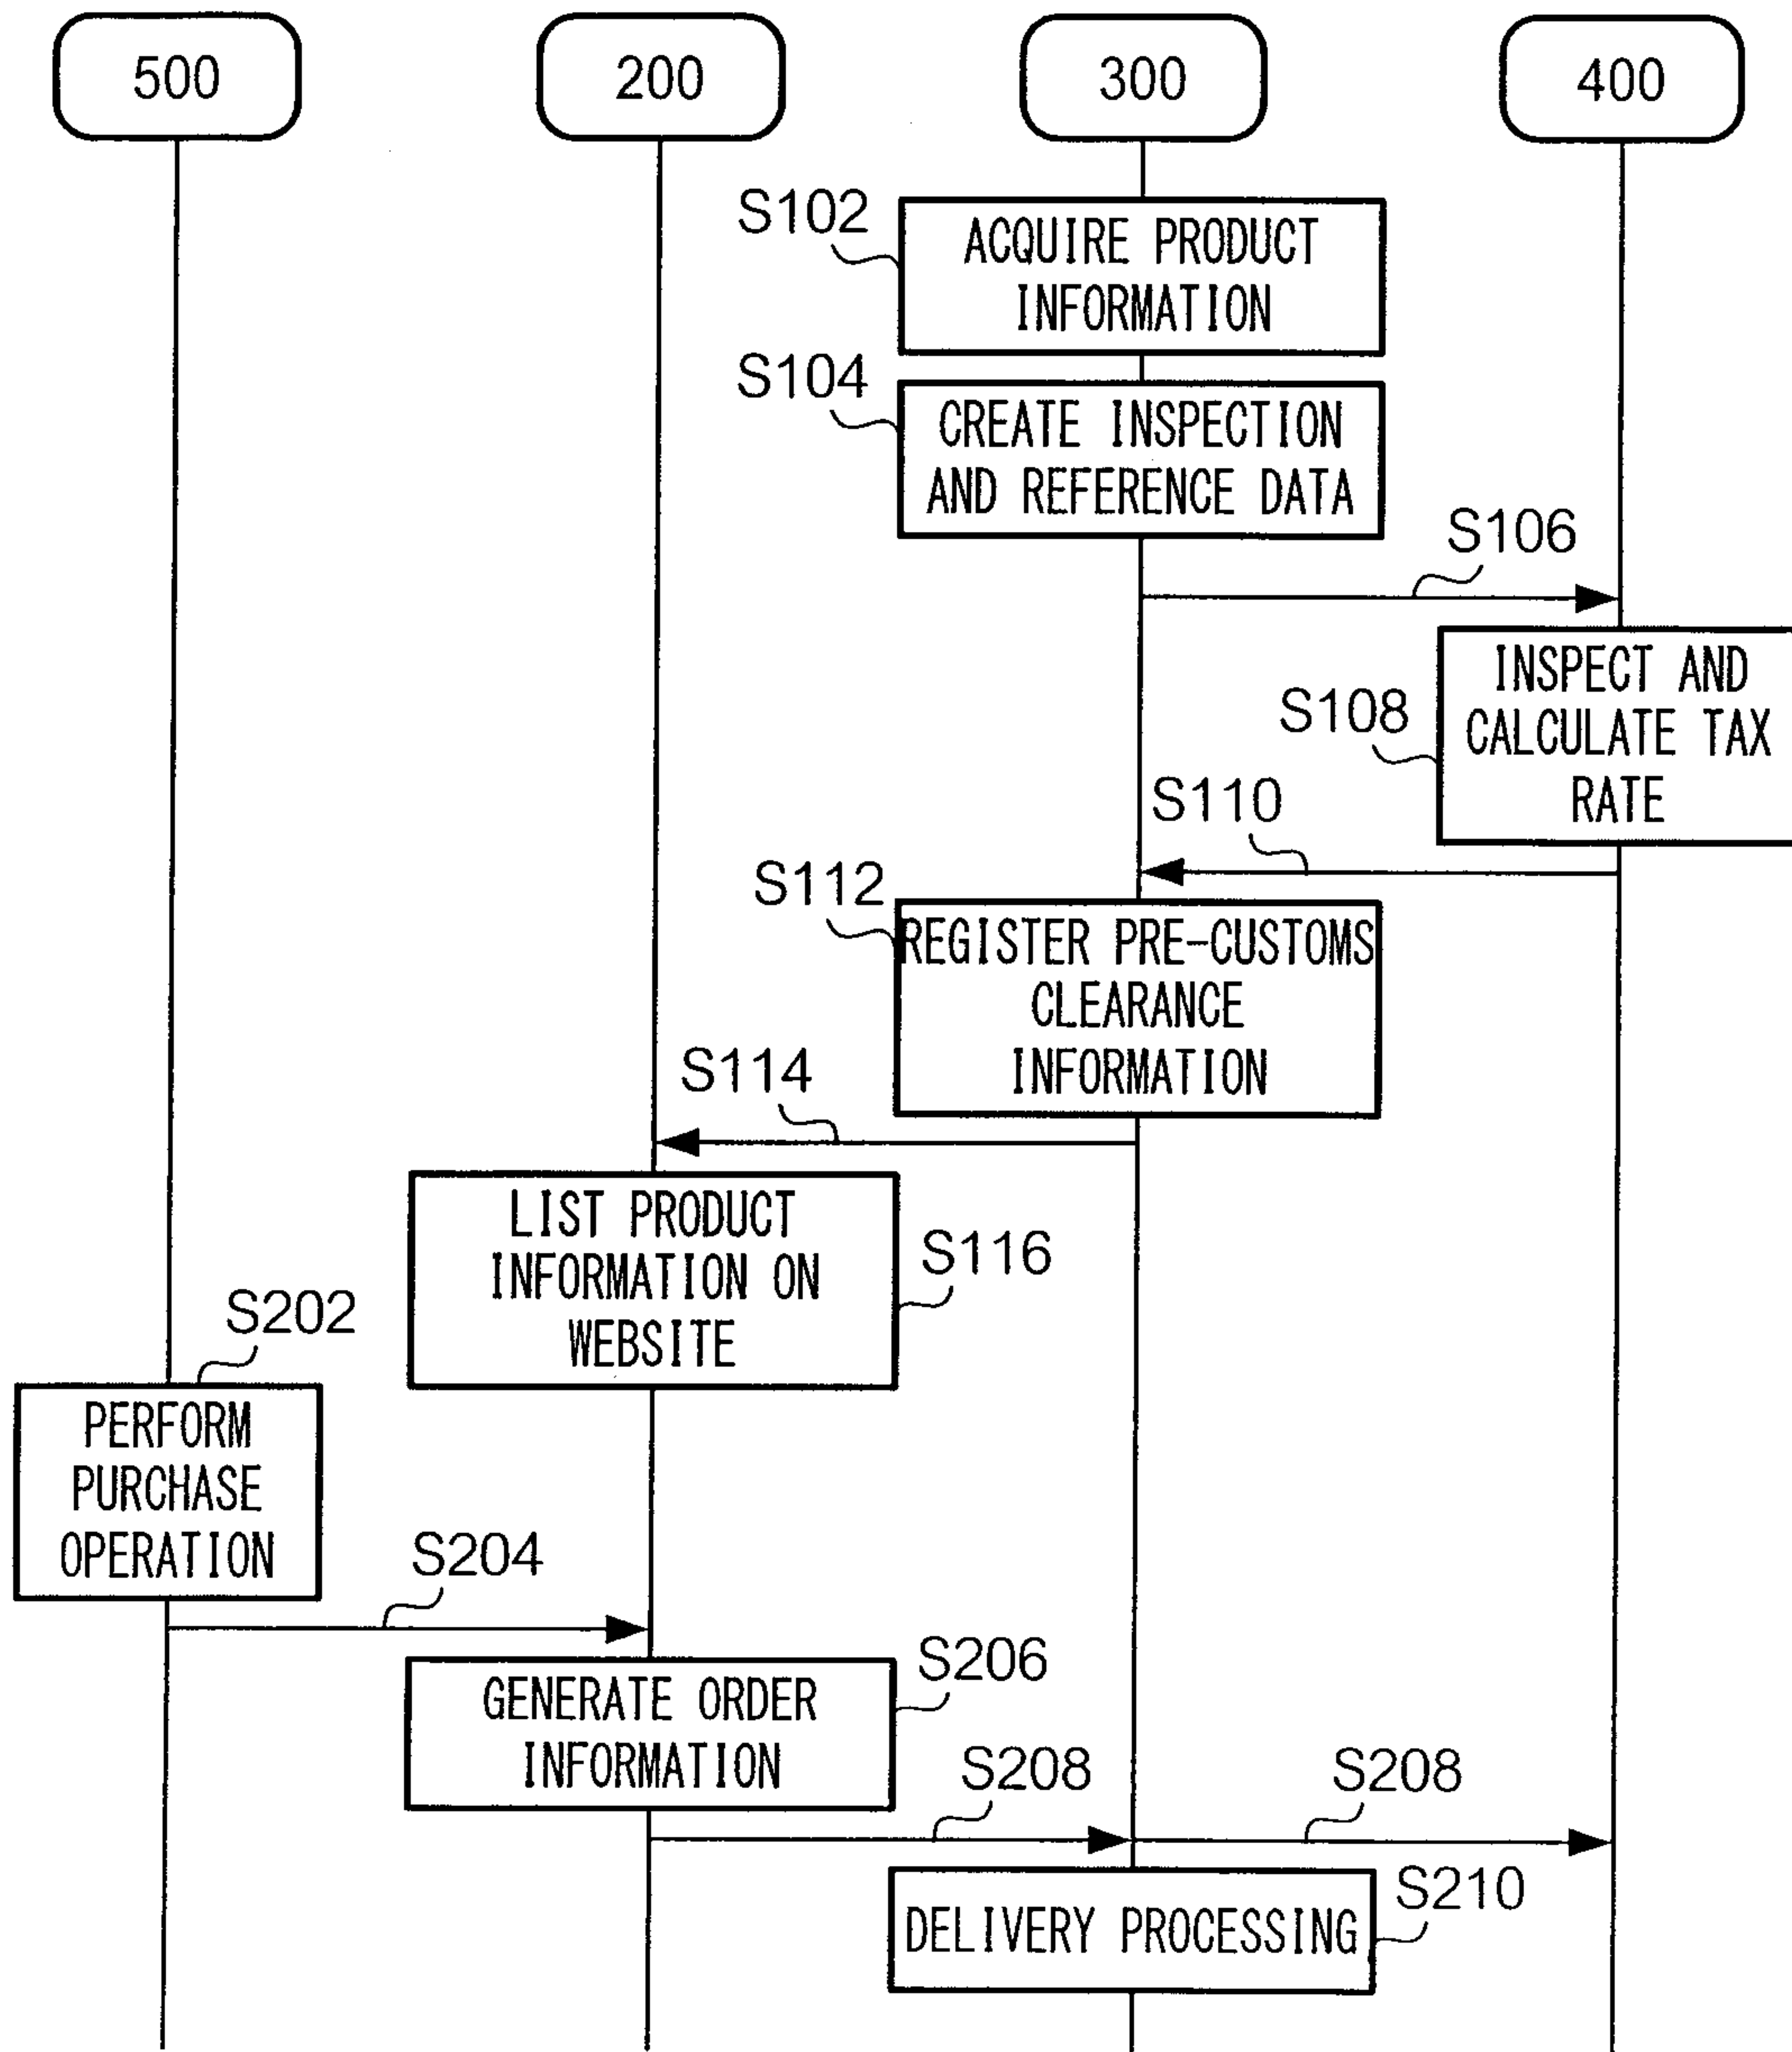 500
200
300
400
S102
ACQUIRE PRODUCT
INFORMATION
S104
CREATE INSPECTION
AND REFERENCE DATA
S106
INSPECT AND
CALCULATE TAX
RATE
S108
S110
S112
REGISTER PRE-CUSTOMS
CLEARANCE
INFORMATION
S114
LIST PRODUCT
INFORMATION ON
WEBSITE
S116
S202
PERFORM
PURCHASE
OPERATION
S204
S206
GENERATE ORDER
INFORMATION
S208
S208
S210
DELIVERY PROCESSING